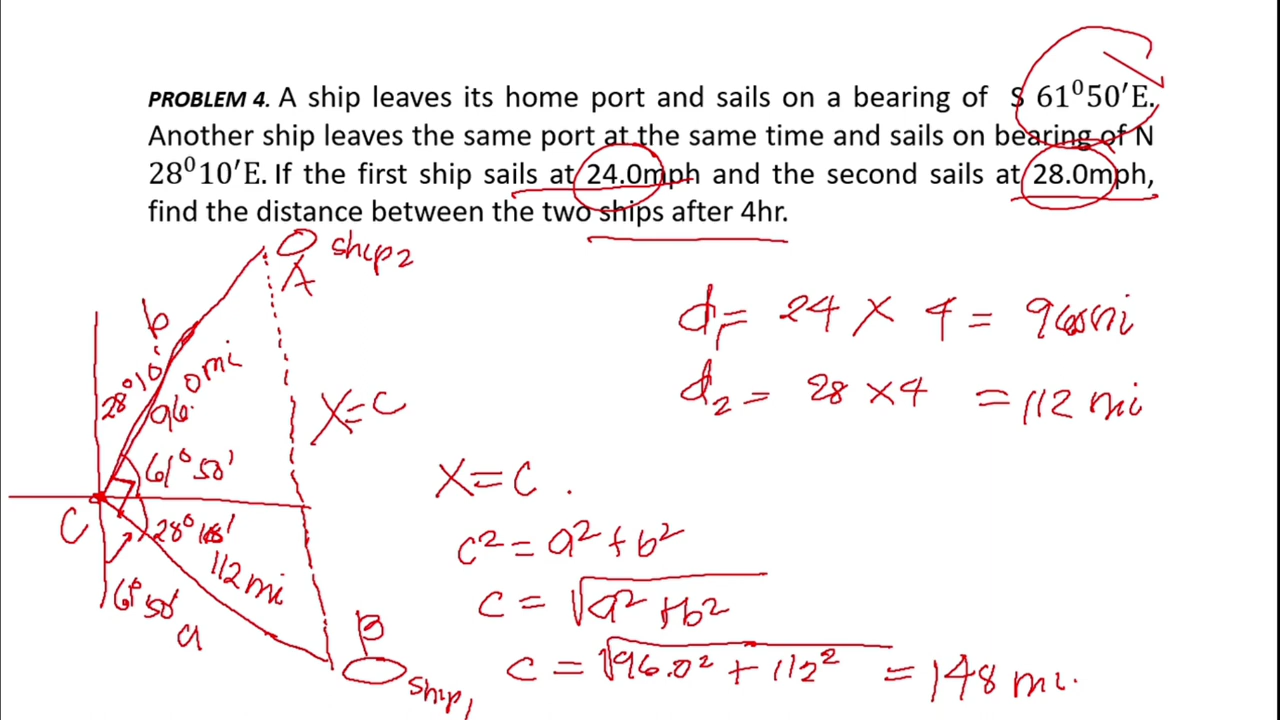 PROBLEM 4. A ship leaves its home port and sails on a bearing of S 61⁰50′E.
Another ship leaves the same port at the same time and sails on bearing of N
28⁰10′E. If the first ship sails at 24.0mph and the second sails at 28.0mph,
find the distance between the two ships after 4hr.
ship2
A
b
28°10'
96.0mi
X=C
61°50'
C
28°10'
112 mi
61°50'
a
B
ship1
d1= 24 X 4 = 96.0mi
d2 = 28 X 4 = 112 mi
X=C.
c² = a² + b²
c = √a² + b²
c = √96.0² + 112² = 148 mi.